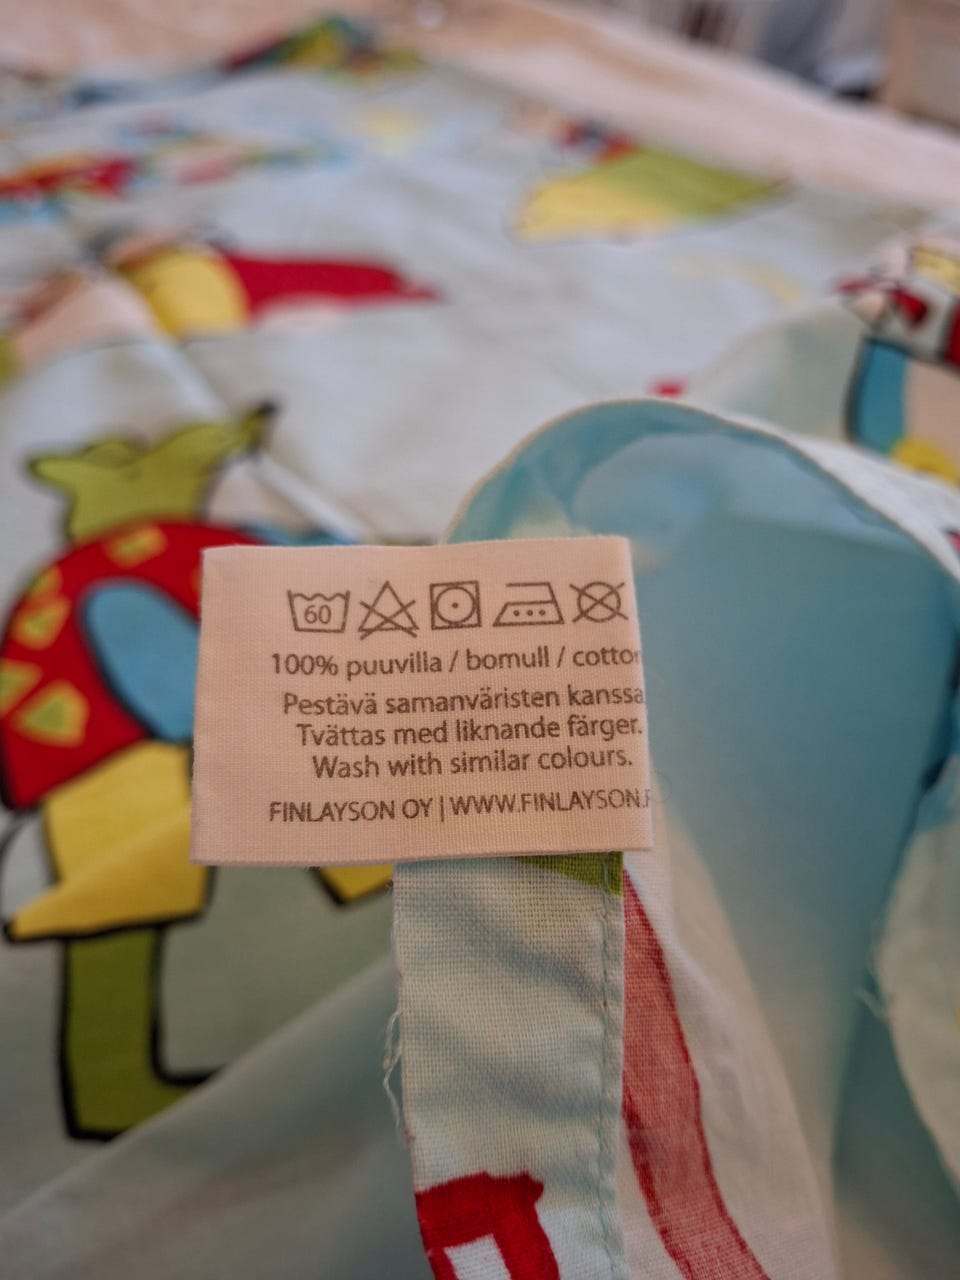 60
100% puuvilla / bomull / cotton
Pestävä samanväristen kanssa
Tvättas med liknande färger.
Wash with similar colours.
FINLAYSON OY | WWW.FINLAYSON.F